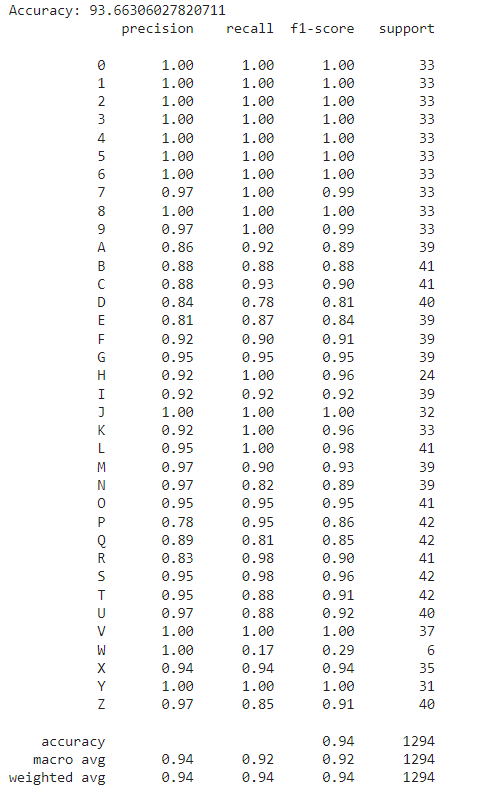 Accuracy: 93.66306027820711
precision recall f1-score support
0 1.00 1.00 1.00 33
1 1.00 1.00 1.00 33
2 1.00 1.00 1.00 33
3 1.00 1.00 1.00 33
4 1.00 1.00 1.00 33
5 1.00 1.00 1.00 33
6 1.00 1.00 1.00 33
7 0.97 1.00 0.99 33
8 1.00 1.00 1.00 33
9 0.97 1.00 0.99 33
A 0.86 0.92 0.89 39
B 0.88 0.88 0.88 41
C 0.88 0.93 0.90 41
D 0.84 0.78 0.81 40
E 0.81 0.87 0.84 39
F 0.92 0.90 0.91 39
G 0.95 0.95 0.95 39
H 0.92 1.00 0.96 24
I 0.92 0.92 0.92 39
J 1.00 1.00 1.00 32
K 0.92 1.00 0.96 33
L 0.95 1.00 0.98 41
M 0.97 0.90 0.93 39
N 0.97 0.82 0.89 39
O 0.95 0.95 0.95 41
P 0.78 0.95 0.86 42
Q 0.89 0.81 0.85 42
R 0.83 0.98 0.90 41
S 0.95 0.98 0.96 42
T 0.95 0.88 0.91 42
U 0.97 0.88 0.92 40
V 1.00 1.00 1.00 37
W 1.00 0.17 0.29 6
X 0.94 0.94 0.94 35
Y 1.00 1.00 1.00 31
Z 0.97 0.85 0.91 40
accuracy 0.94 1294
macro avg 0.94 0.92 0.92 1294
weighted avg 0.94 0.94 0.94 1294